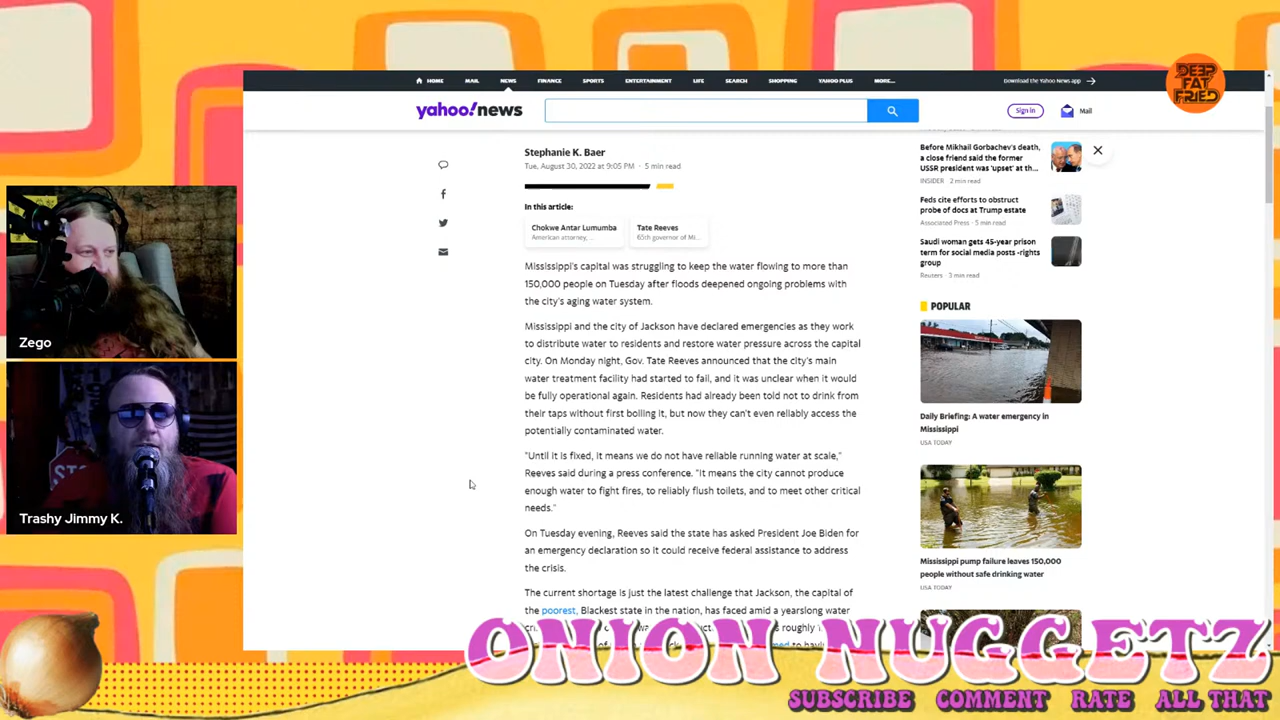 HOME MAIL NEWS FINANCE SPORTS ENTERTAINMENT LIFE SEARCH SHOPPING YAHOO PLUS MORE... Download the Yahoo News app
DEEP FAT FRIED
yahoo!news
Sign in
Mail
Stephanie K. Baer
Tue, August 30, 2022 at 9:05 PM · 5 min read
In this article:
Chokwe Antar Lumumba
American attorney, ...
Tate Reeves
65th governor of Mi...
Mississippi's capital was struggling to keep the water flowing to more than
150,000 people on Tuesday after floods deepened ongoing problems with
the city's aging water system.
Mississippi and the city of Jackson have declared emergencies as they work
to distribute water to residents and restore water pressure across the capital
city. On Monday night, Gov. Tate Reeves announced that the city's main
water treatment facility had started to fail, and it was unclear when it would
be fully operational again. Residents had already been told not to drink from
their taps without first boiling it, but now they can't even reliably access the
potentially contaminated water.
"Until it is fixed, it means we do not have reliable running water at scale,"
Reeves said during a press conference. "It means the city cannot produce
enough water to fight fires, to reliably flush toilets, and to meet other critical
needs."
On Tuesday evening, Reeves said the state has asked President Joe Biden for
an emergency declaration so it could receive federal assistance to address
the crisis.
The current shortage is just the latest challenge that Jackson, the capital of
the poorest, Blackest state in the nation, has faced amid a yearslong water
Before Mikhail Gorbachev's death,
a close friend said the former
USSR president was 'upset' at th...
INSIDER · 2 min read
Feds cite efforts to obstruct
probe of docs at Trump estate
Associated Press · 5 min read
Saudi woman gets 45-year prison
term for social media posts -rights
group
Reuters · 3 min read
POPULAR
Daily Briefing: A water emergency in
Mississippi
USA TODAY
Mississippi pump failure leaves 150,000
people without safe drinking water
USA TODAY
Zego
Trashy Jimmy K.
ONION NUGGETZ
SUBSCRIBE COMMENT RATE ALL THAT